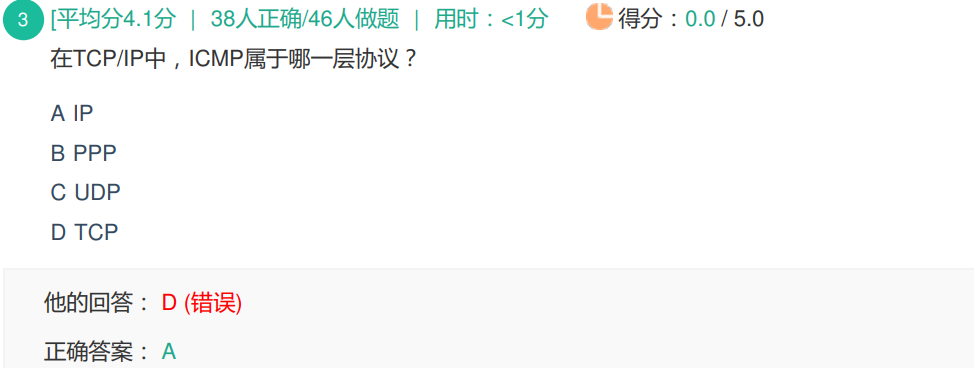 3 [平均分4.1分 | 38人正确/46人做题 | 用时：<1分 得分：0.0 / 5.0
在TCP/IP中，ICMP属于哪一层协议？
A IP
B PPP
C UDP
D TCP
他的回答： D (错误)
正确答案： A